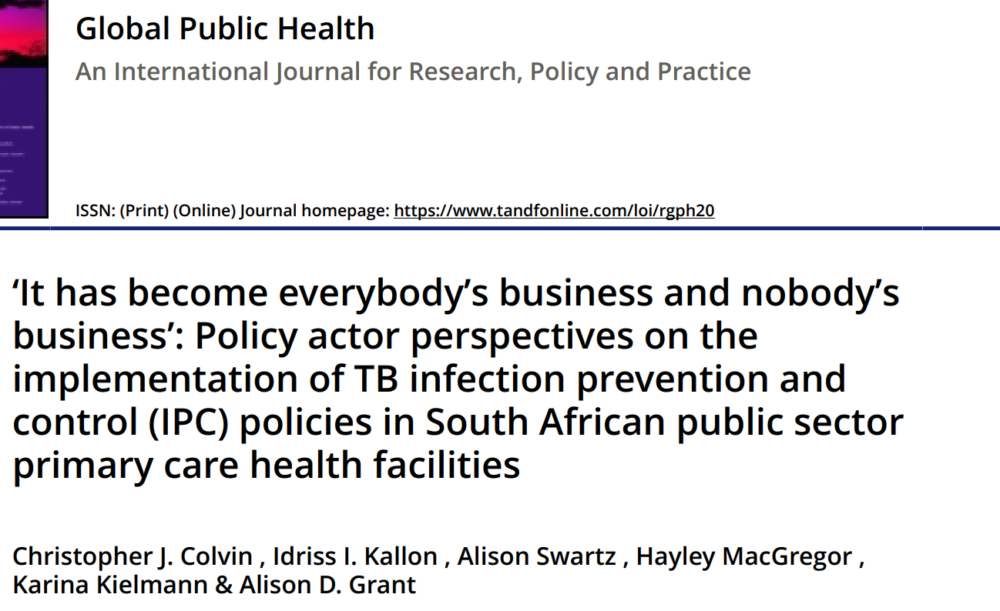 Global Public Health
An International Journal for Research, Policy and Practice
ISSN: (Print) (Online) Journal homepage: https://www.tandfonline.com/loi/rgph20
‘It has become everybody’s business and nobody’s
business’: Policy actor perspectives on the
implementation of TB infection prevention and
control (IPC) policies in South African public sector
primary care health facilities
Christopher J. Colvin , Idriss I. Kallon , Alison Swartz , Hayley MacGregor ,
Karina Kielmann & Alison D. Grant